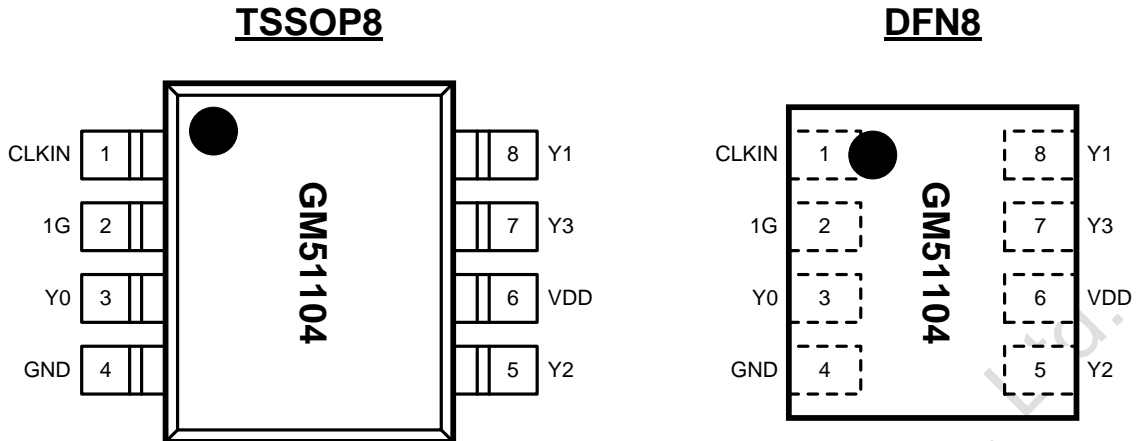 TSSOP8
DFN8
CLKIN 1 8 Y1
1G 2 7 Y3
Y0 3 6 VDD
GND 4 5 Y2
GM51104
CLKIN 1 8 Y1
1G 2 7 Y3
Y0 3 6 VDD
GND 4 5 Y2
GM51104
Ltd.